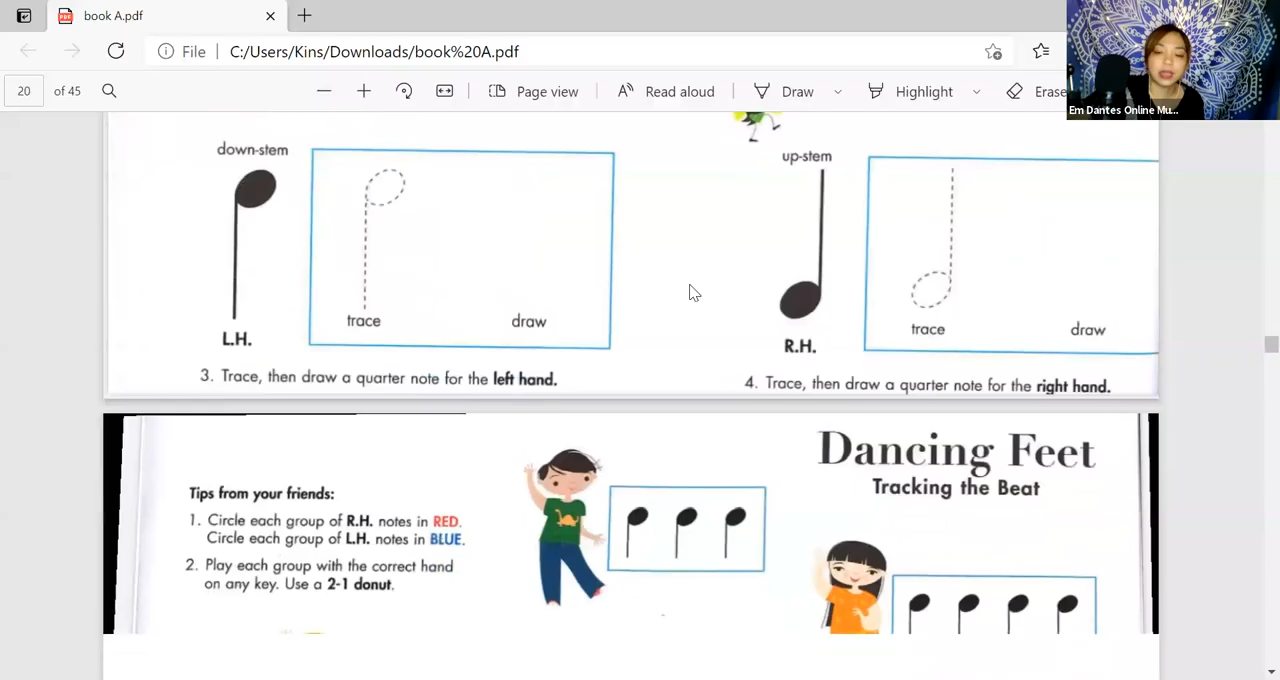 book A.pdf
File
C:/Users/Kins/Downloads/book%20A.pdf
20 of 45
Page view
Read aloud
Draw
Highlight
Erase
Em Dantes Online Mu...
down-stem
trace
draw
L.H.
3. Trace, then draw a quarter note for the left hand.
up-stem
trace
draw
R.H.
4. Trace, then draw a quarter note for the right hand.
Tips from your friends:
1. Circle each group of R.H. notes in RED.
Circle each group of L.H. notes in BLUE.
2. Play each group with the correct hand
on any key. Use a 2-1 donut.
Dancing Feet
Tracking the Beat